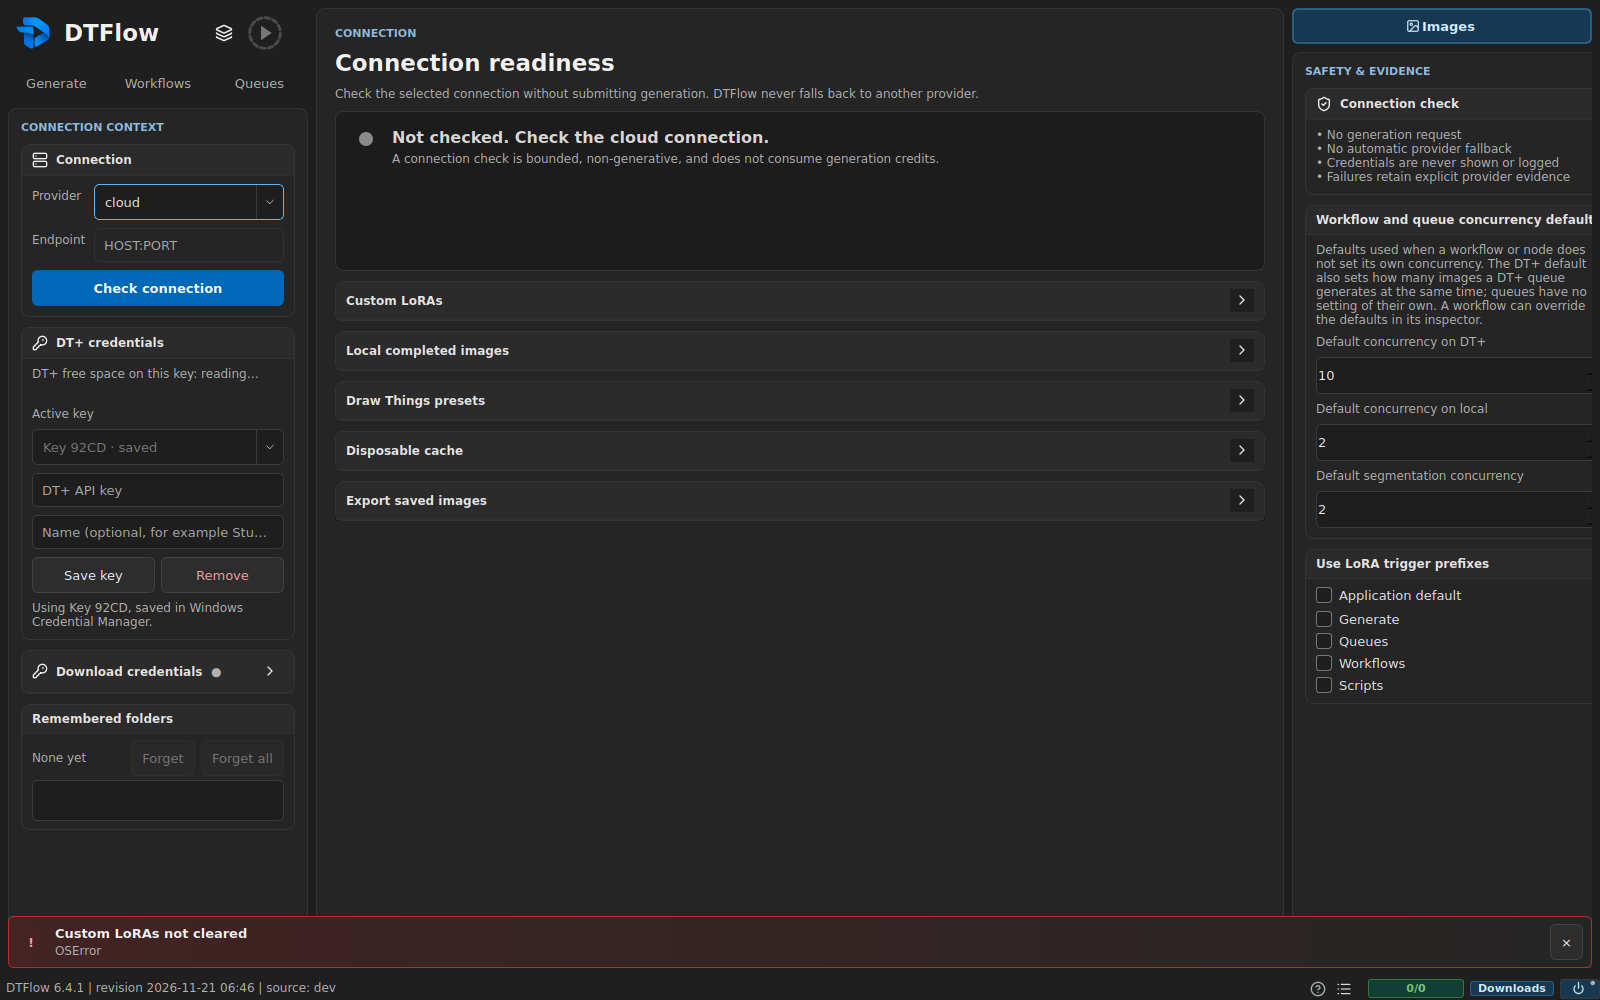 DTFlow
Generate
Workflows
Queues
CONNECTION CONTEXT
Connection
Provider
cloud
Endpoint
HOST:PORT
Check connection
DT+ credentials
DT+ free space on this key: reading…
Active key
Key 92CD · saved
DT+ API key
Name (optional, for example Stu…
Save key
Remove
Using Key 92CD, saved in Windows
Credential Manager.
Download credentials
Remembered folders
None yet
Forget
Forget all
CONNECTION
Connection readiness
Check the selected connection without submitting generation. DTFlow never falls back to another provider.
Not checked. Check the cloud connection.
A connection check is bounded, non-generative, and does not consume generation credits.
Custom LoRAs
Local completed images
Draw Things presets
Disposable cache
Export saved images
Images
SAFETY & EVIDENCE
Connection check
• No generation request
• No automatic provider fallback
• Credentials are never shown or logged
• Failures retain explicit provider evidence
Workflow and queue concurrency default
Defaults used when a workflow or node does
not set its own concurrency. The DT+ default
also sets how many images a DT+ queue
generates at the same time; queues have no
setting of their own. A workflow can override
the defaults in its inspector.
Default concurrency on DT+
10
Default concurrency on local
2
Default segmentation concurrency
2
Use LoRA trigger prefixes
Application default
Generate
Queues
Workflows
Scripts
!
Custom LoRAs not cleared
OSError
×
DTFlow 6.4.1 | revision 2026-11-21 06:46 | source: dev
0/0
Downloads